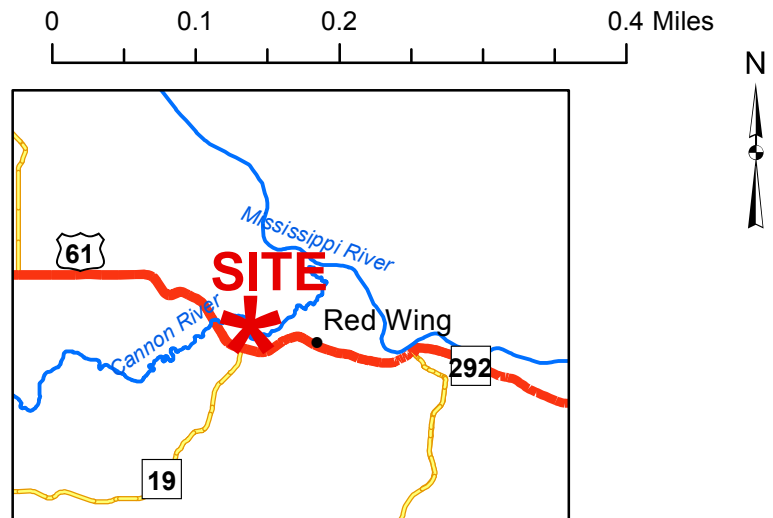 0 0.1 0.2 0.4 Miles
N
Mississippi River
61
SITE
Cannon River
Red Wing
292
19